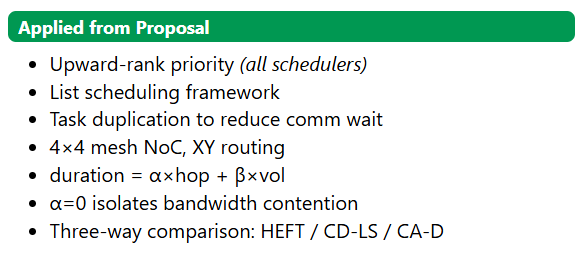 Applied from Proposal
• Upward-rank priority (all schedulers)
• List scheduling framework
• Task duplication to reduce comm wait
• 4×4 mesh NoC, XY routing
• duration = α×hop + β×vol
• α=0 isolates bandwidth contention
• Three-way comparison: HEFT / CD-LS / CA-D